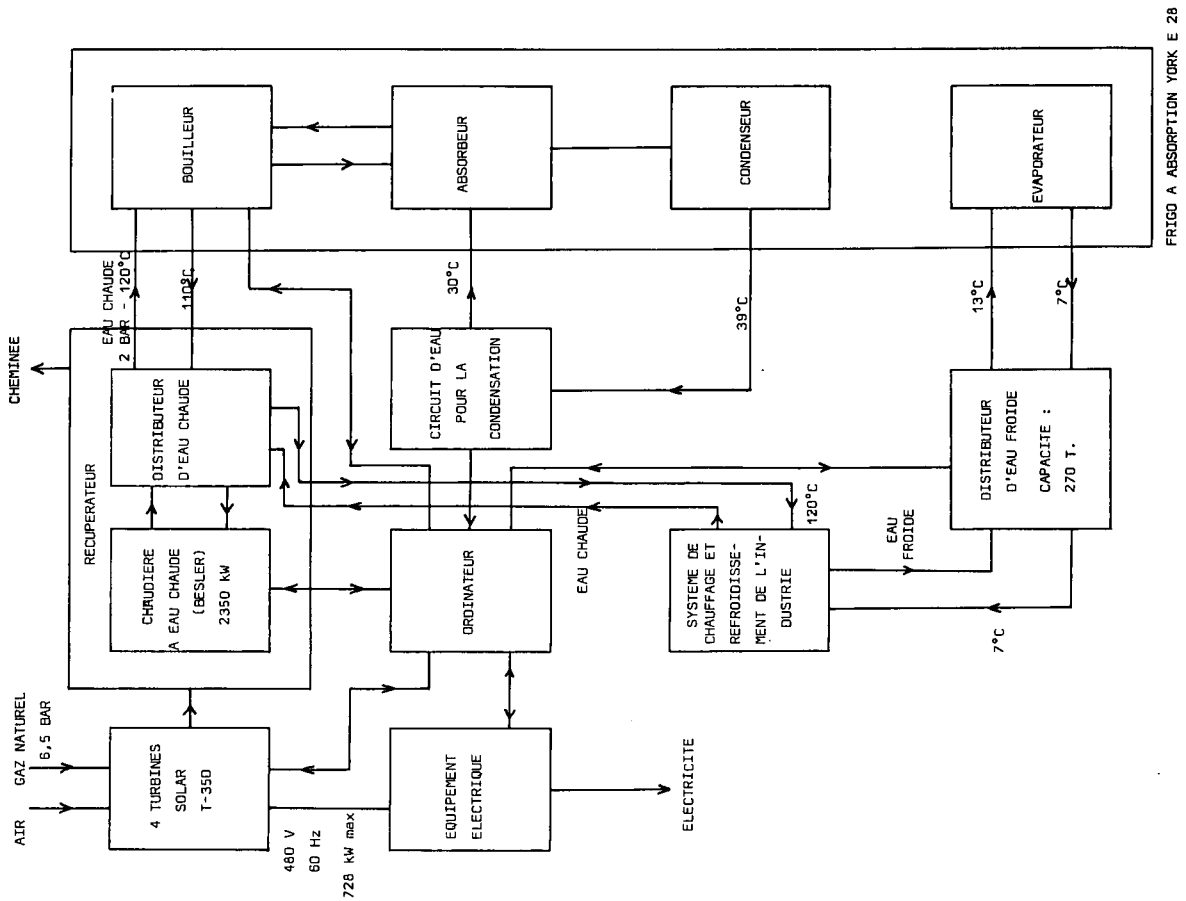 AIR
GAZ NATUREL
6,5 BAR
4 TURBINES
SOLAR
T-350
480 V
60 Hz
728 kW max
EQUIPEMENT
ELECTRIQUE
ELECTRICITE
CHEMINEE
RECUPERATEUR
CHAUDIERE
A EAU CHAUDE
(BESLER)
2350 kW
DISTRIBUTEUR
D'EAU CHAUDE
EAU CHAUDE
2 BAR - 120°C
110°C
ORDINATEUR
CIRCUIT D'EAU
POUR LA
CONDENSATION
30°C
39°C
EAU CHAUDE
120°C
SYSTEME DE
CHAUFFAGE ET
REFROIDISSE-
MENT DE L'IN-
DUSTRIE
EAU
FROIDE
7°C
DISTRIBUTEUR
D'EAU FROIDE
CAPACITE :
270 T.
13°C
7°C
BOUILLEUR
ABSORBEUR
CONDENSEUR
EVAPORATEUR
FRIGO A ABSORPTION YORK E 28